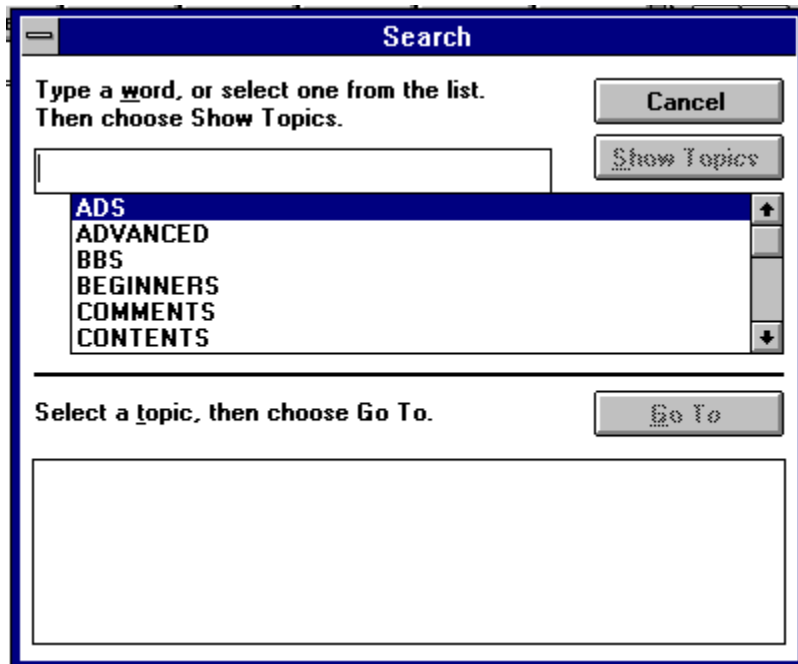 Search
Type a word, or select one from the list.
Then choose Show Topics.
Cancel
Show Topics
ADS
ADVANCED
BBS
BEGINNERS
COMMENTS
CONTENTS
Select a topic, then choose Go To.
Go To